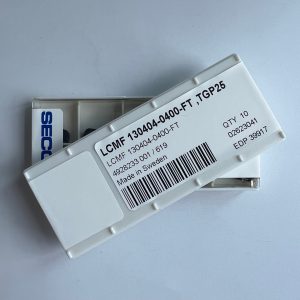 SECO
LCMF 130404-0400-FT ,TGP25
LCMF 130404-0400-FT
4928233 001 / 619
Made in Sweden
QTY 10
02623041
EDP 39917